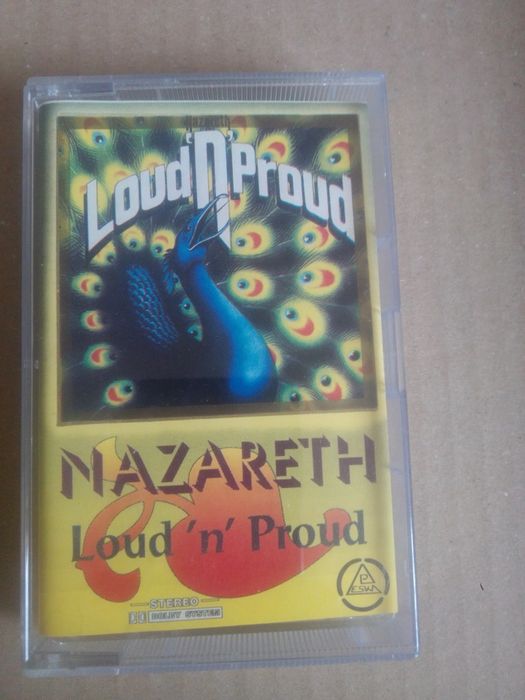 Loud 'n' Proud
NAZARETH
Loud 'n' Proud
STEREO
DOLBY SYSTEM
P
ESKA